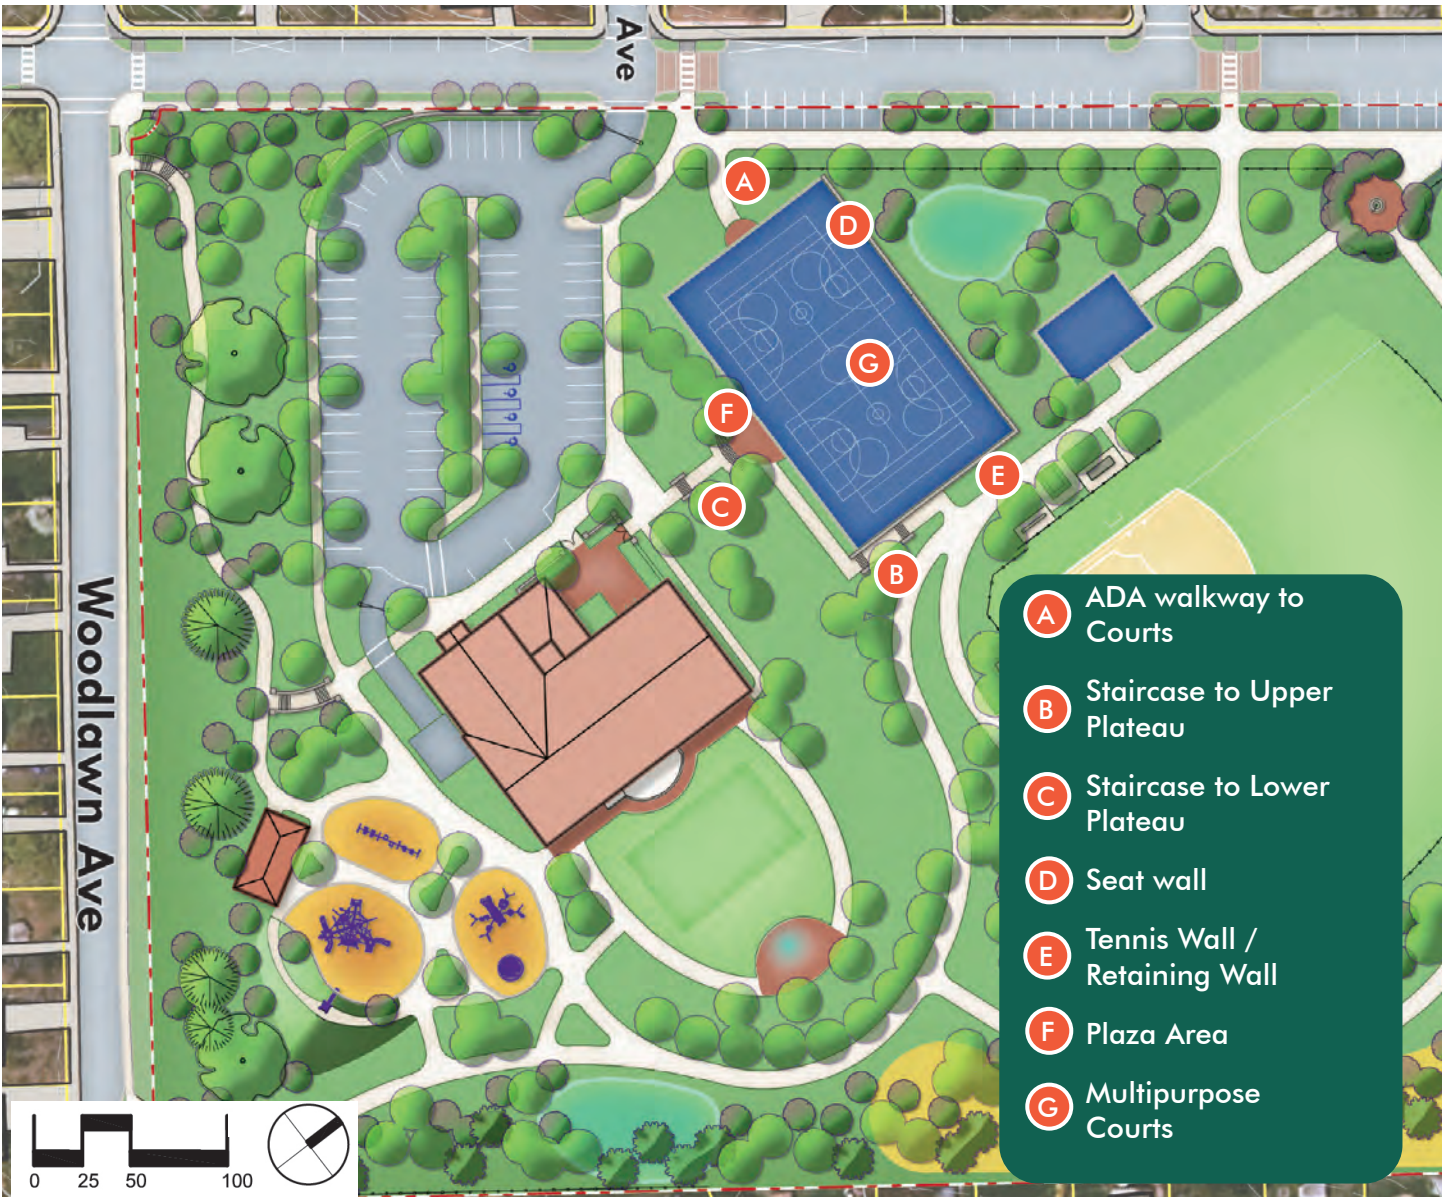 Ave
A
D
G
F
E
C
B
Woodlawn Ave
A ADA walkway to
Courts
B Staircase to Upper
Plateau
C Staircase to Lower
Plateau
D Seat wall
E Tennis Wall /
Retaining Wall
F Plaza Area
G Multipurpose
Courts
0 25 50 100